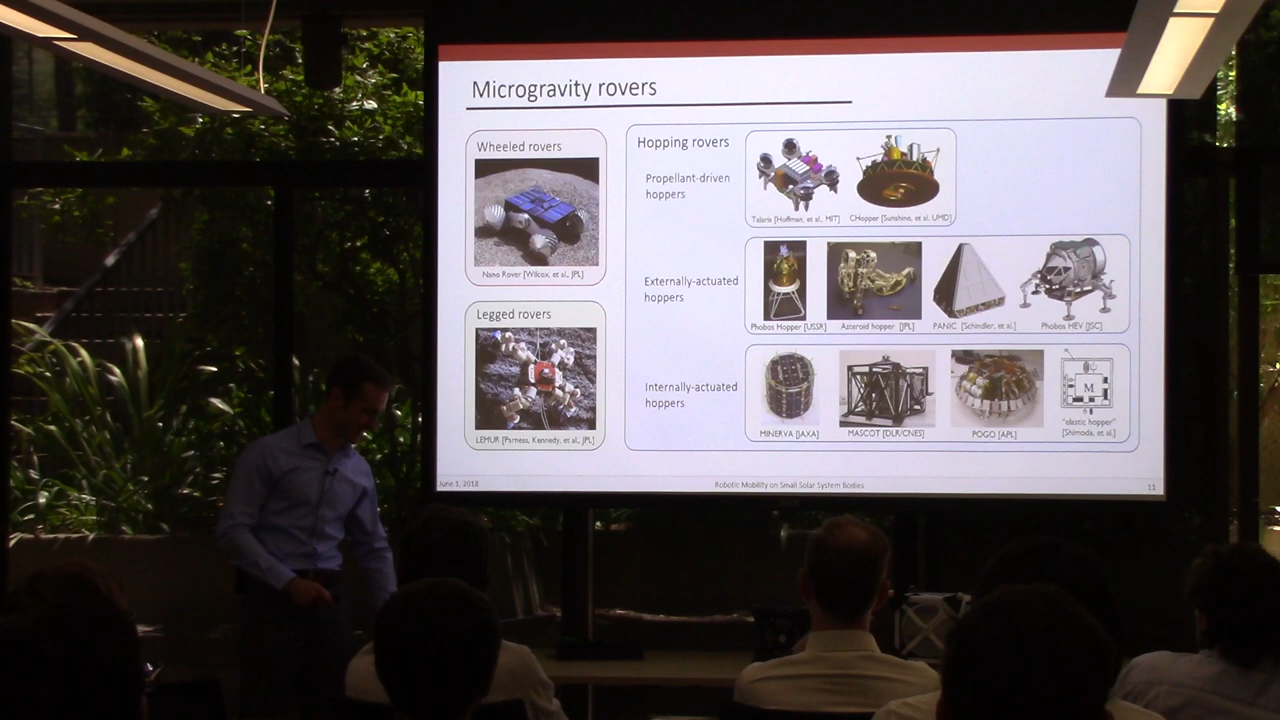 Microgravity rovers
Wheeled rovers
Nano Rover [Wilcox, et al., JPL]
Legged rovers
LEMUR [Parness, Kennedy, et al., JPL]
Hopping rovers
Propellant-driven
hoppers
Talaris [Hoffman, et al., MIT]
CHopper [Sunshine, et al. UMD]
Externally-actuated
hoppers
Phobos Hopper [USSR]
Asteroid hopper [JPL]
PANIC [Schindler, et al.]
Phobos HEV [JSC]
Internally-actuated
hoppers
MINERVA [JAXA]
MASCOT [DLR/CNES]
POGO [APL]
M
"elastic hopper"
[Shimoda, et al.]
June 1, 2018
Robotic Mobility on Small Solar System Bodies
11